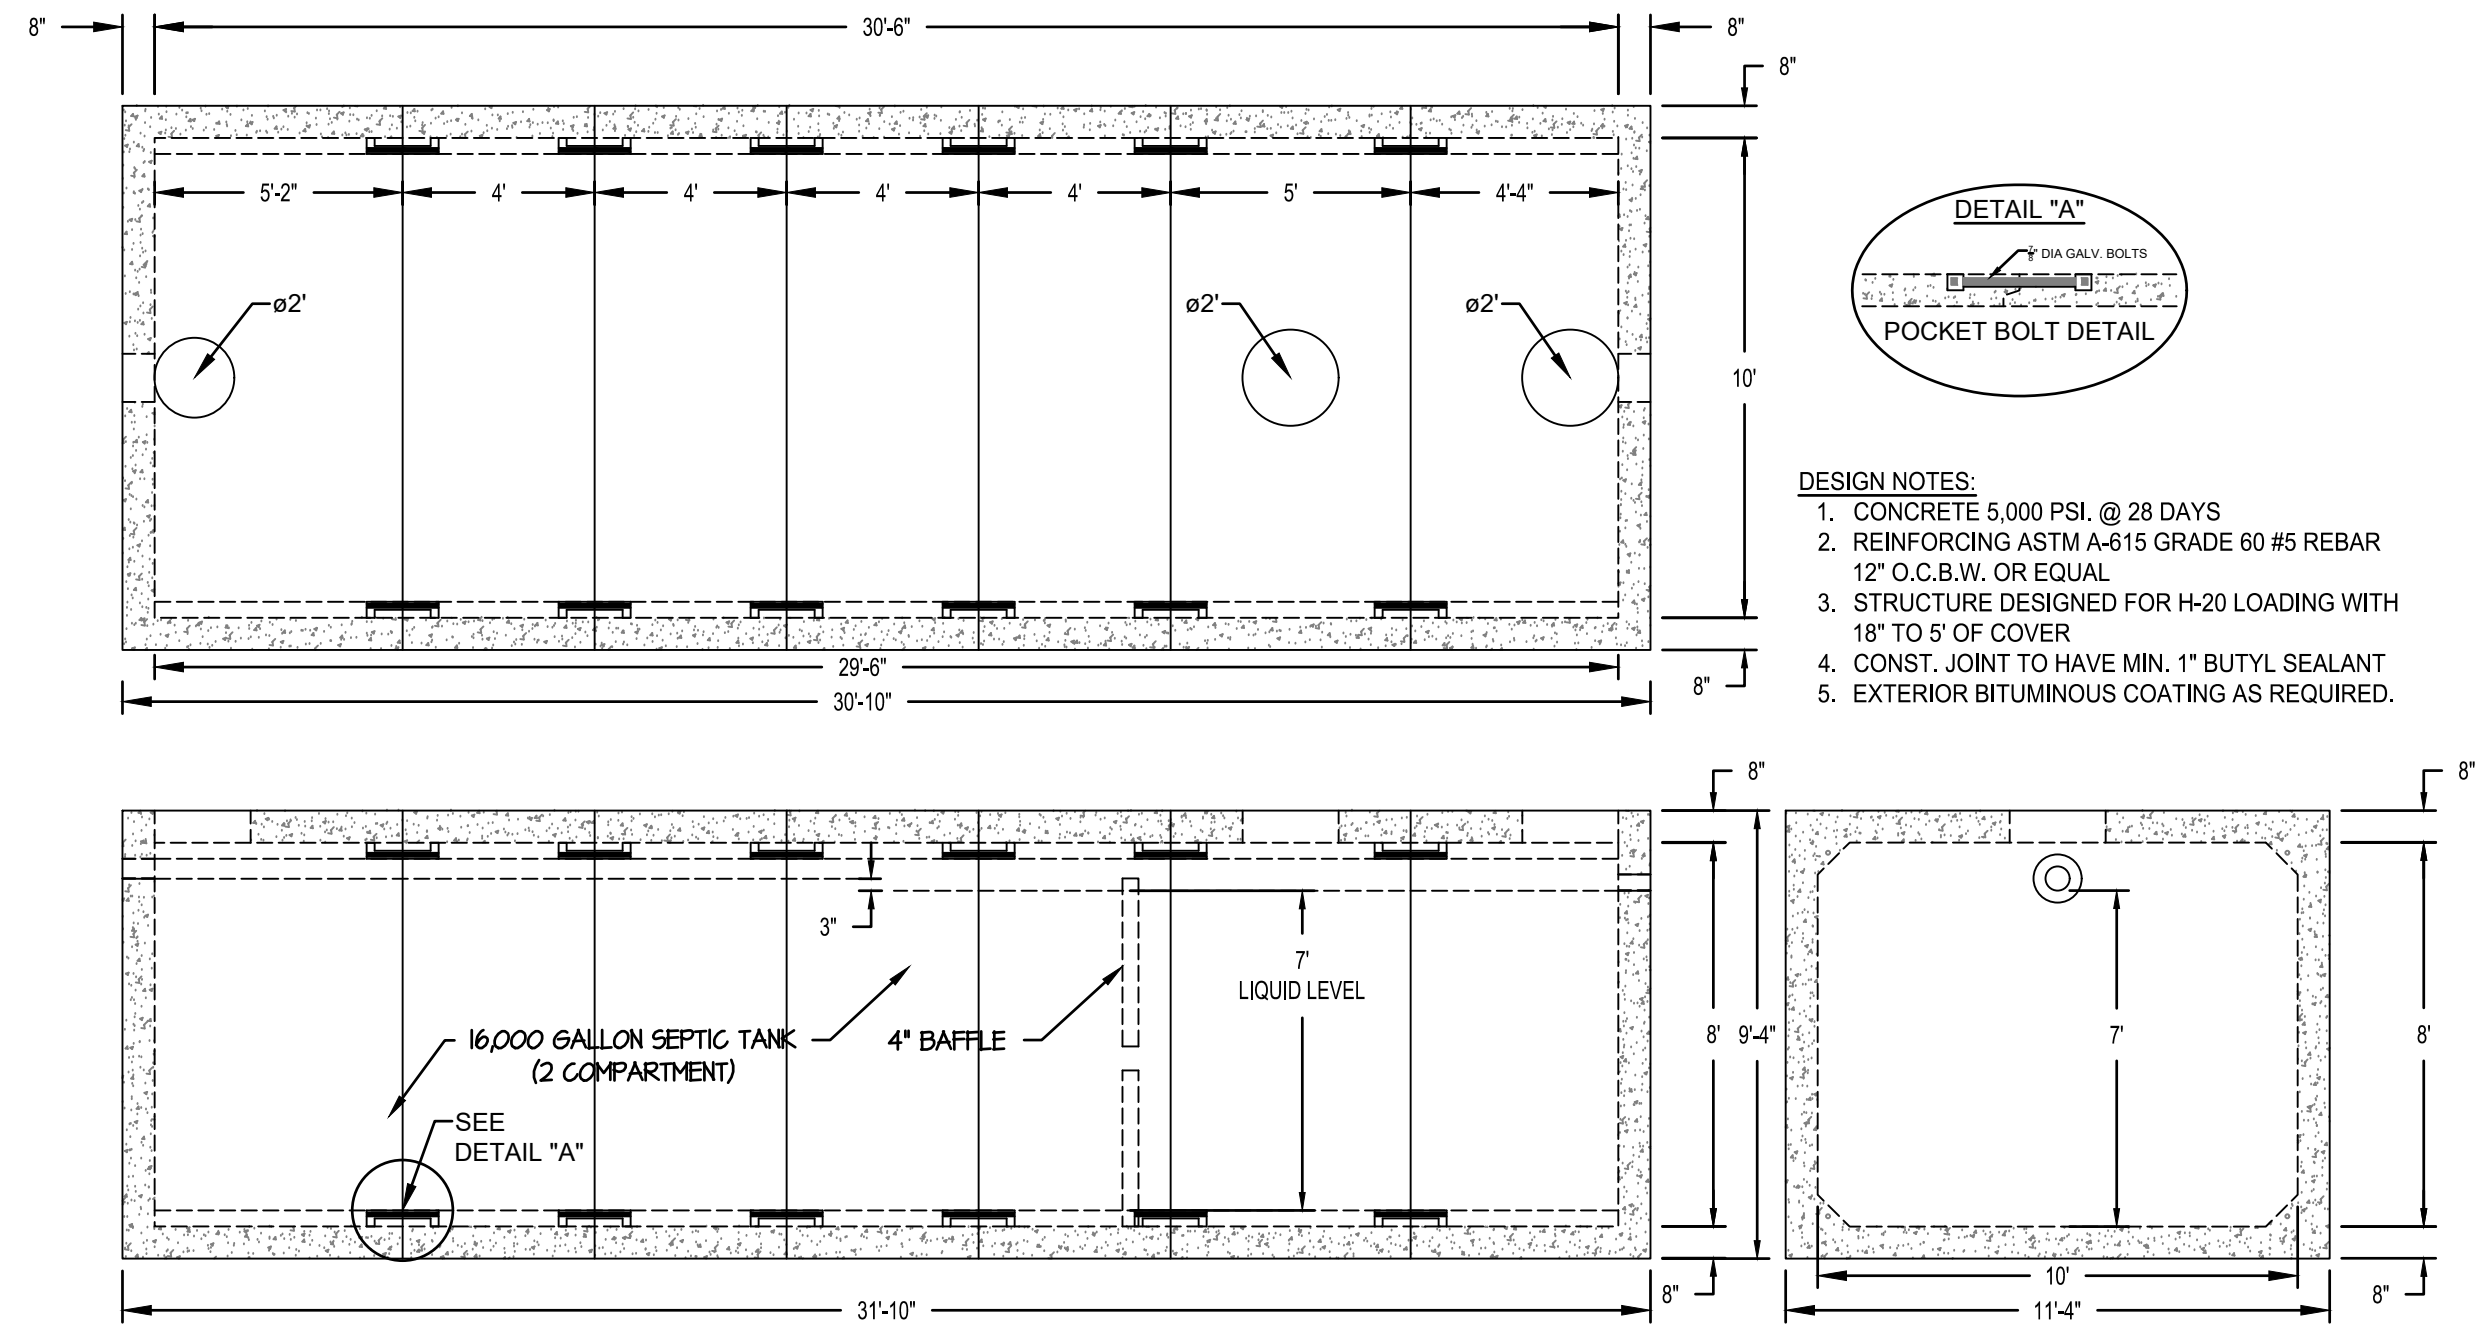 8"
30'-6"
8"
8"
5'-2"
4'
4'
4'
4'
5'
4'-4"
ø2'
ø2'
ø2'
10'
29'-6"
30'-10"
8"
DETAIL "A"
7/8" DIA GALV. BOLTS
POCKET BOLT DETAIL
DESIGN NOTES:
1. CONCRETE 5,000 PSI. @ 28 DAYS
2. REINFORCING ASTM A-615 GRADE 60 #5 REBAR
12" O.C.B.W. OR EQUAL
3. STRUCTURE DESIGNED FOR H-20 LOADING WITH
18" TO 5' OF COVER
4. CONST. JOINT TO HAVE MIN. 1" BUTYL SEALANT
5. EXTERIOR BITUMINOUS COATING AS REQUIRED.
3"
7'
LIQUID LEVEL
16,000 GALLON SEPTIC TANK
(2 COMPARTMENT)
4" BAFFLE
SEE
DETAIL "A"
31'-10"
8"
8'
9'-4"
8"
8"
7'
8'
10'
11'-4"
8"